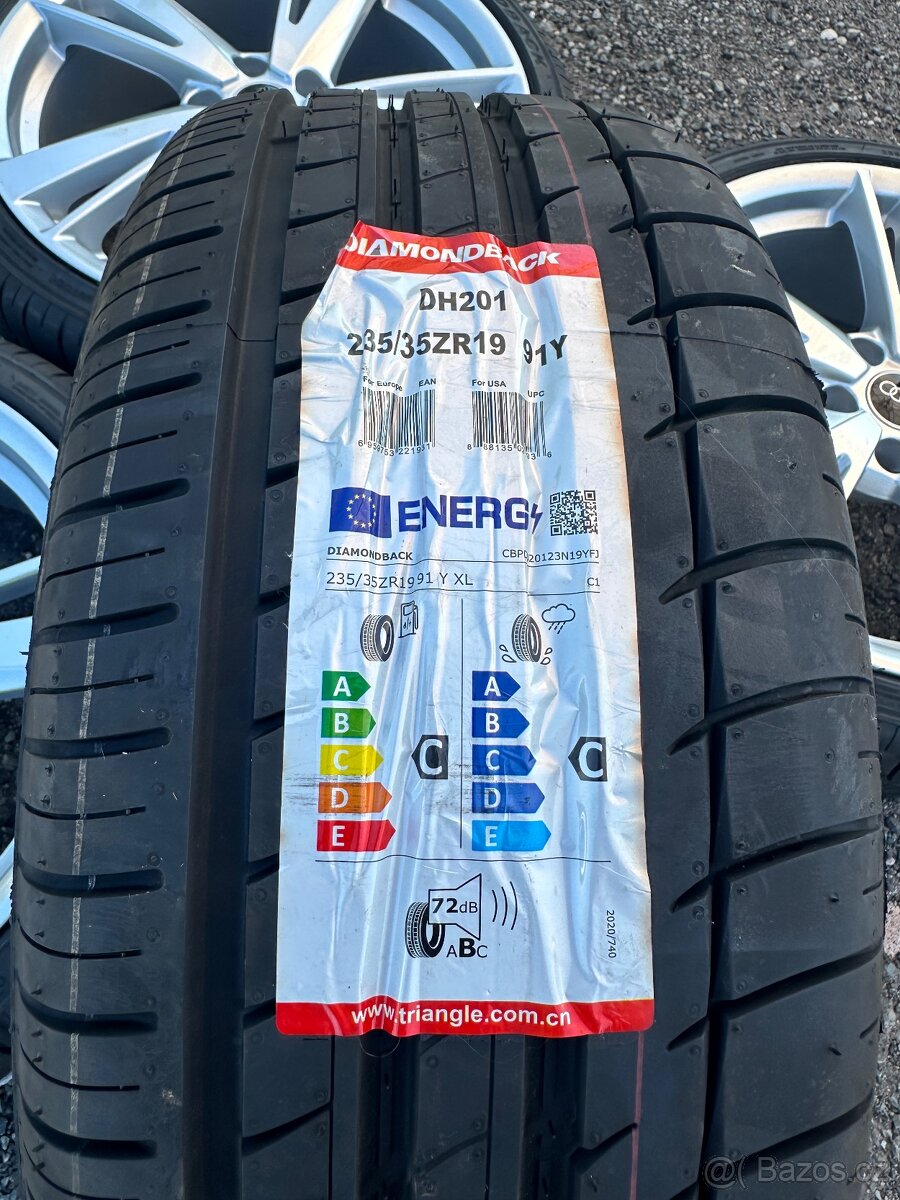 DIAMONDBACK
DH201
235/35ZR19 91Y
For Europe EAN For USA UPC
ENERG
DIAMONDBACK
235/35ZR19 91 Y XL C1
A A
B B
C C C C
D D
E E
72dB
ABC
2020/740
www.triangle.com.cn
@( Bazos.cz